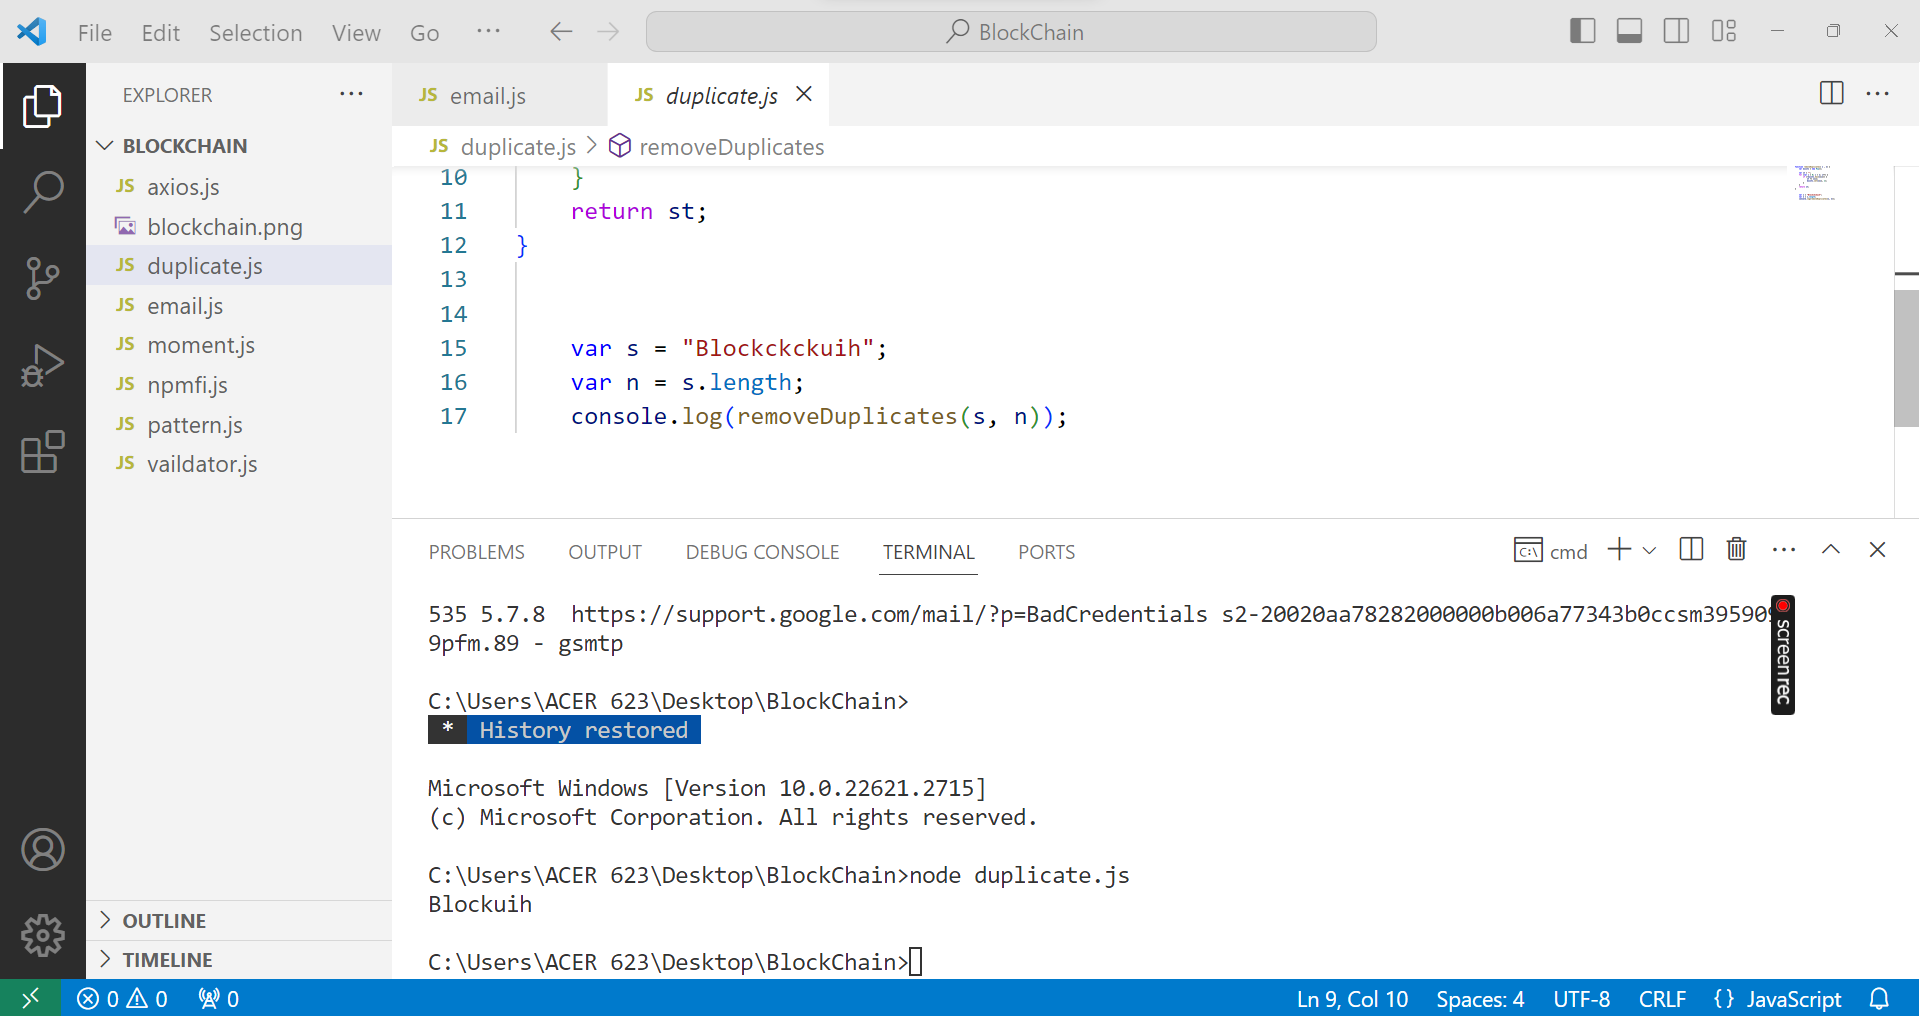 File Edit Selection View Go ··· BlockChain
EXPLORER ···
BLOCKCHAIN
JS axios.js
blockchain.png
JS duplicate.js
JS email.js
JS moment.js
JS npmfi.js
JS pattern.js
JS vaildator.js
OUTLINE
TIMELINE
JS email.js JS duplicate.js
JS duplicate.js > removeDuplicates
10 }
11 return st;
12 }
13
14
15 var s = "Blockckckuih";
16 var n = s.length;
17 console.log(removeDuplicates(s, n));
PROBLEMS OUTPUT DEBUG CONSOLE TERMINAL PORTS cmd
535 5.7.8  https://support.google.com/mail/?p=BadCredentials
9pfm.89 - gsmtp
C:\Users\ACER 623\Desktop\BlockChain>
* History restored
Microsoft Windows [Version 10.0.22621.2715]
(c) Microsoft Corporation. All rights reserved.
C:\Users\ACER 623\Desktop\BlockChain>node duplicate.js
Blockuih
C:\Users\ACER 623\Desktop\BlockChain>
screenrec
0 0 0 Ln 9, Col 10 Spaces: 4 UTF-8 CRLF {} JavaScript